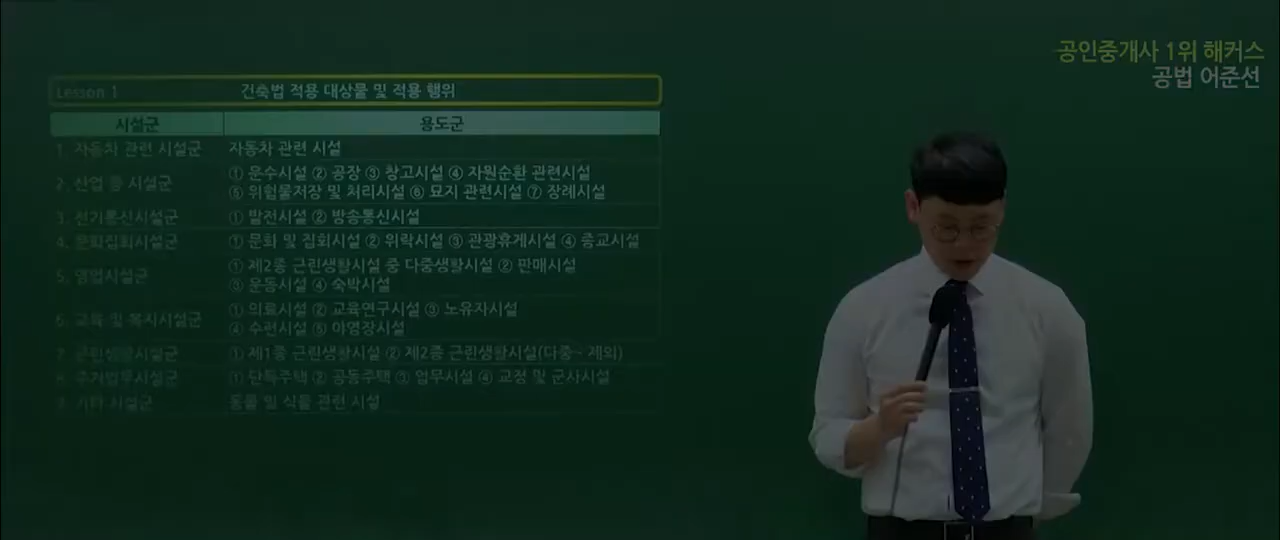 공인중개사 1위 해커스
공법 어준선
Lesson 1 건축법 적용 대상물 및 적용 행위
시설군 용도군
1. 자동차 관련 시설군 자동차 관련 시설
2. 산업 등 시설군 ① 운수시설 ② 공장 ③ 창고시설 ④ 자원순환 관련시설
⑤ 위험물저장 및 처리시설 ⑥ 묘지 관련시설 ⑦ 장례시설
3. 전기통신시설군 ① 발전시설 ② 방송통신시설
4. 문화집회시설군 ① 문화 및 집회시설 ② 위락시설 ③ 관광휴게시설 ④ 종교시설
5. 영업시설군 ① 제2종 근린생활시설 중 다중생활시설 ② 판매시설
③ 운동시설 ④ 숙박시설
6. 교육 및 복지시설군 ① 의료시설 ② 교육연구시설 ③ 노유자시설
④ 수련시설 ⑤ 야영장시설
7. 근린생활시설군 ① 제1종 근린생활시설 ② 제2종 근린생활시설(다중~ 제외)
8. 주거업무시설군 ① 단독주택 ② 공동주택 ③ 업무시설 ④ 교정 및 군사시설
9. 기타 시설군 동물 및 식물 관련 시설